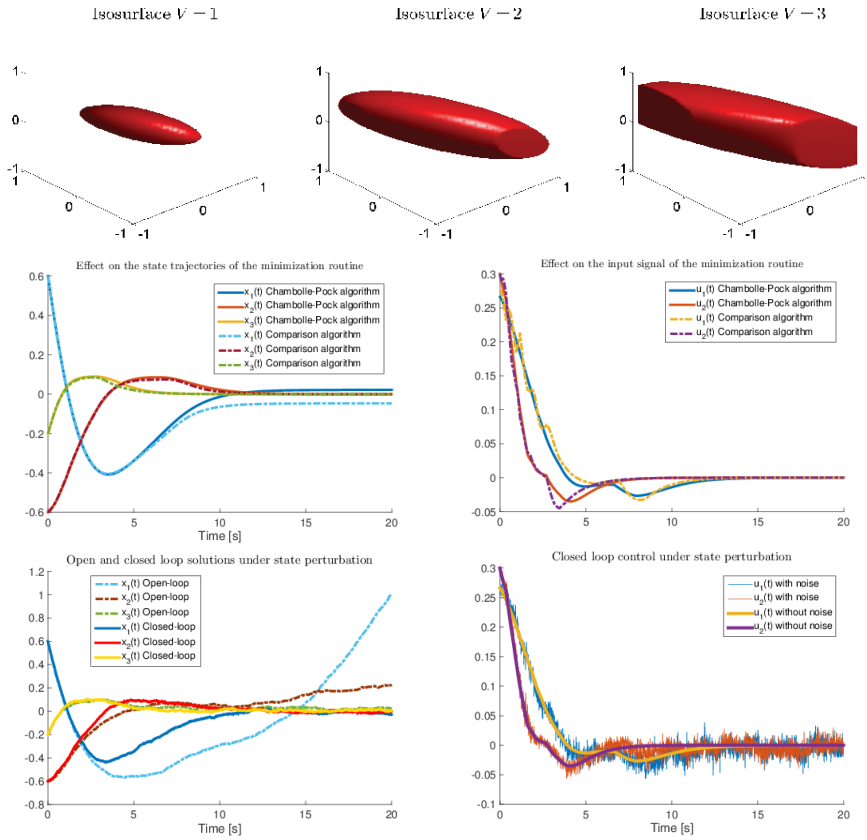 Isosurface V = 1
Isosurface V = 2
Isosurface V = 3
1
0
-1
1
0
-1
-1
0
1
1
0
-1
1
0
-1
-1
0
1
1
0
-1
1
0
-1
-1
0
1
Effect on the state trajectories of the minimization routine
0.6
0.4
0.2
0
-0.2
-0.4
-0.6
x1(t) Chambolle-Pock algorithm
x2(t) Chambolle-Pock algorithm
x3(t) Chambolle-Pock algorithm
x1(t) Comparison algorithm
x2(t) Comparison algorithm
x3(t) Comparison algorithm
0 5 10 15 20
Time [s]
Effect on the input signal of the minimization routine
0.3
0.25
0.2
0.15
0.1
0.05
0
-0.05
u1(t) Chambolle-Pock algorithm
u2(t) Chambolle-Pock algorithm
u1(t) Comparison algorithm
u2(t) Comparison algorithm
0 5 10 15 20
Time [s]
Open and closed loop solutions under state perturbation
1.2
1
0.8
0.6
0.4
0.2
0
-0.2
-0.4
-0.6
-0.8
x1(t) Open-loop
x2(t) Open-loop
x3(t) Open-loop
x1(t) Closed-loop
x2(t) Closed-loop
x3(t) Closed-loop
0 5 10 15 20
Time [s]
Closed loop control under state perturbation
0.3
0.25
0.2
0.15
0.1
0.05
0
-0.05
-0.1
u1(t) with noise
u2(t) with noise
u1(t) without noise
u2(t) without noise
0 5 10 15 20
Time [s]